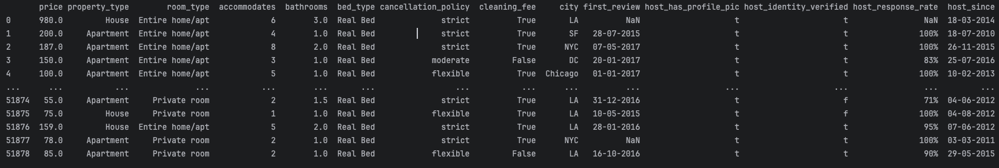 price property_type room_type accommodates bathrooms bed_type cancellation_policy cleaning_fee city first_review host_has_profile_pic host_identity_verified host_response_rate host_since
0 980.0 House Entire home/apt 6 3.0 Real Bed strict True LA NaN t t NaN 18-03-2014
1 200.0 Apartment Entire home/apt 4 1.0 Real Bed strict True SF 28-07-2015 t t 100% 18-07-2010
2 187.0 Apartment Entire home/apt 8 2.0 Real Bed strict True NYC 07-05-2017 t t 100% 26-11-2015
3 150.0 Apartment Entire home/apt 3 1.0 Real Bed moderate False DC 20-01-2017 t t 83% 25-07-2016
4 100.0 Apartment Entire home/apt 5 1.0 Real Bed flexible True Chicago 01-01-2017 t t 100% 10-02-2013
... ... ... ... ... ... ... ... ... ... ... ... ... ... ...
51874 55.0 Apartment Private room 2 1.5 Real Bed strict True LA 31-12-2016 t f 71% 04-06-2012
51875 75.0 House Private room 1 1.0 Real Bed flexible True LA 10-05-2015 t f 100% 04-08-2012
51876 159.0 House Entire home/apt 5 2.0 Real Bed strict True LA 28-01-2016 t t 95% 07-06-2012
51877 78.0 Apartment Private room 2 1.0 Real Bed strict True NYC NaN t t 100% 03-03-2011
51878 85.0 Apartment Private room 2 1.0 Real Bed flexible False LA 16-10-2016 t t 90% 29-05-2015